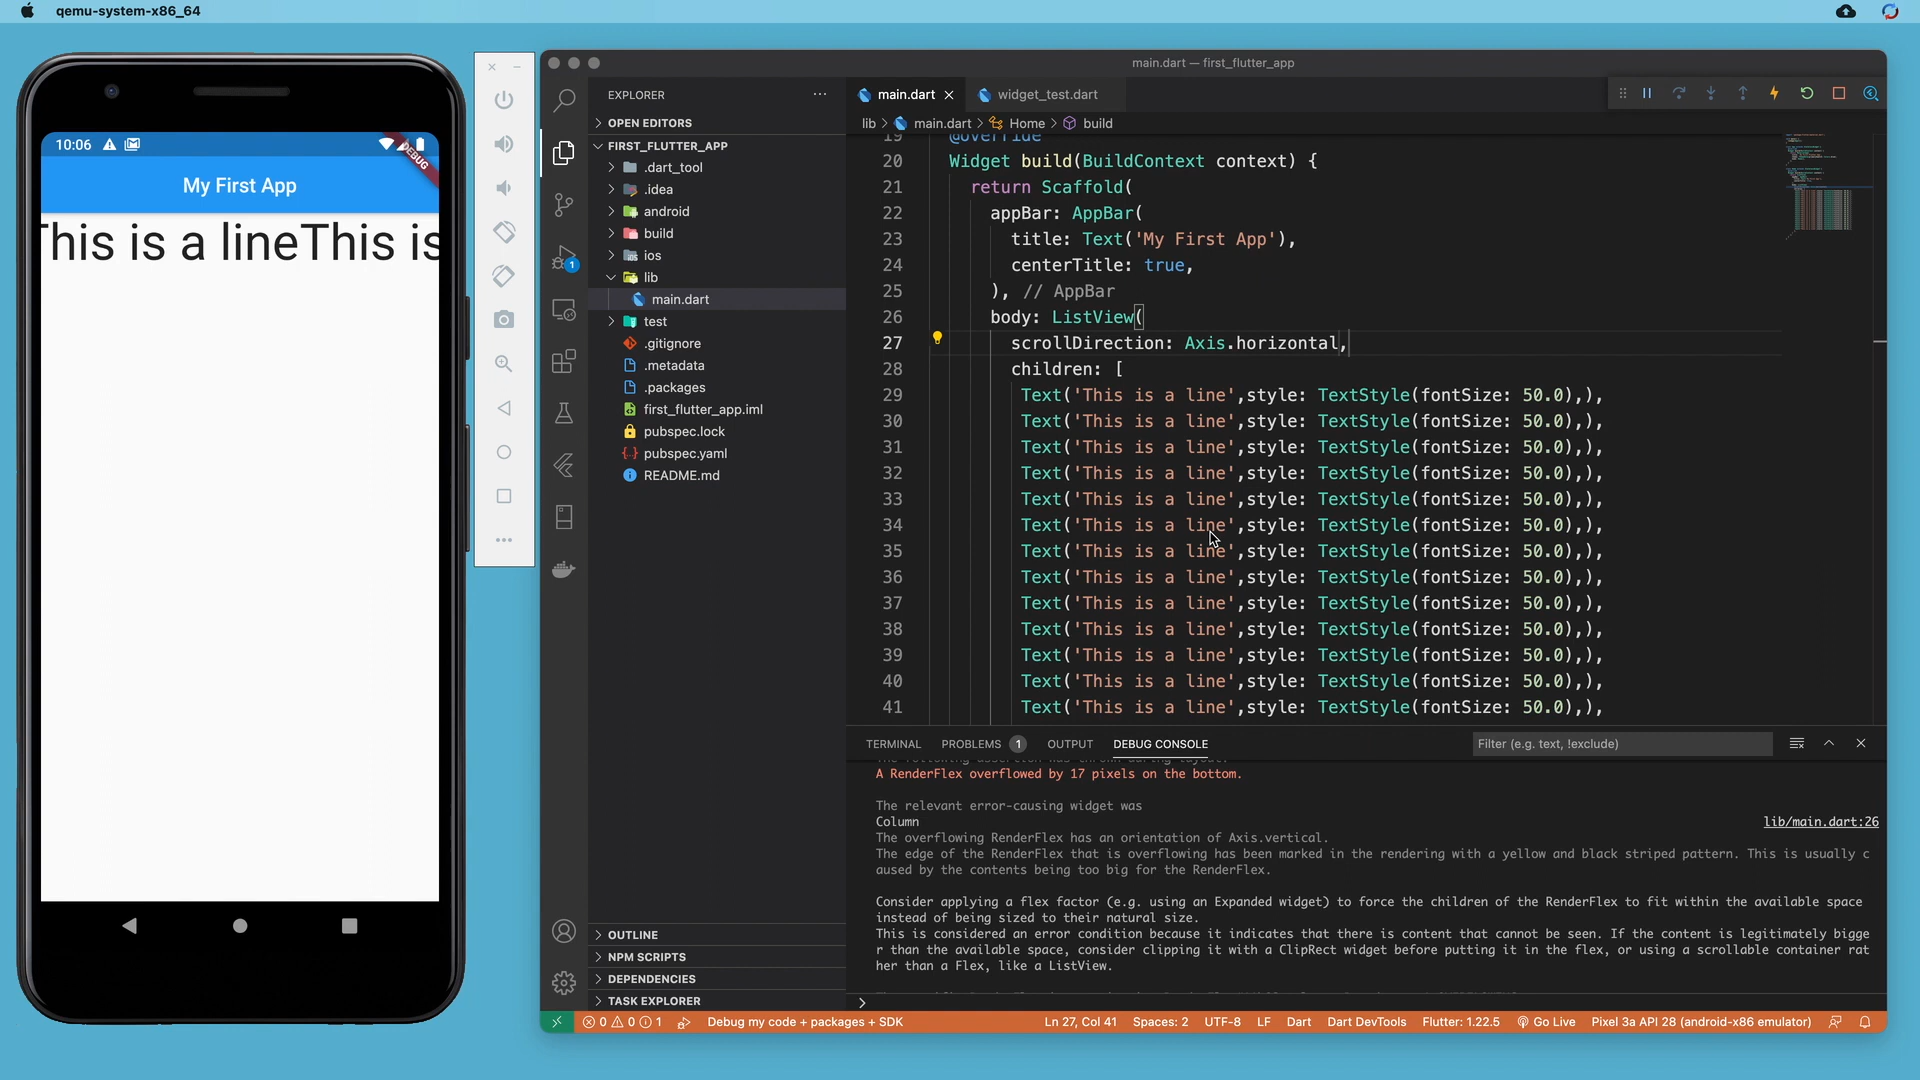 qemu-system-x86_64
10:06
DEBUG
My First App
This is a lineThis is
main.dart — first_flutter_app
EXPLORER
OPEN EDITORS
FIRST_FLUTTER_APP
.dart_tool
.idea
android
build
ios
lib
main.dart
test
.gitignore
.metadata
.packages
first_flutter_app.iml
pubspec.lock
pubspec.yaml
README.md
OUTLINE
NPM SCRIPTS
DEPENDENCIES
TASK EXPLORER
1
main.dart
widget_test.dart
lib > main.dart > Home > build
19 @override
20 Widget build(BuildContext context) {
21 return Scaffold(
22 appBar: AppBar(
23 title: Text('My First App'),
24 centerTitle: true,
25 ), // AppBar
26 body: ListView(
27 scrollDirection: Axis.horizontal,
28 children: [
29 Text('This is a line',style: TextStyle(fontSize: 50.0),),
30 Text('This is a line',style: TextStyle(fontSize: 50.0),),
31 Text('This is a line',style: TextStyle(fontSize: 50.0),),
32 Text('This is a line',style: TextStyle(fontSize: 50.0),),
33 Text('This is a line',style: TextStyle(fontSize: 50.0),),
34 Text('This is a line',style: TextStyle(fontSize: 50.0),),
35 Text('This is a line',style: TextStyle(fontSize: 50.0),),
36 Text('This is a line',style: TextStyle(fontSize: 50.0),),
37 Text('This is a line',style: TextStyle(fontSize: 50.0),),
38 Text('This is a line',style: TextStyle(fontSize: 50.0),),
39 Text('This is a line',style: TextStyle(fontSize: 50.0),),
40 Text('This is a line',style: TextStyle(fontSize: 50.0),),
41 Text('This is a line',style: TextStyle(fontSize: 50.0),),
TERMINAL PROBLEMS 1 OUTPUT DEBUG CONSOLE Filter (e.g. text, !exclude)
The following assertion was thrown during layout:
A RenderFlex overflowed by 17 pixels on the bottom.
The relevant error-causing widget was
Column lib/main.dart:26
The overflowing RenderFlex has an orientation of Axis.vertical.
The edge of the RenderFlex that is overflowing has been marked in the rendering with a yellow and black striped pattern. This is usually c
aused by the contents being too big for the RenderFlex.
Consider applying a flex factor (e.g. using an Expanded widget) to force the children of the RenderFlex to fit within the available space
instead of being sized to their natural size.
This is considered an error condition because it indicates that there is content that cannot be seen. If the content is legitimately bigge
r than the available space, consider clipping it with a ClipRect widget before putting it in the flex, or using a scrollable container rat
her than a Flex, like a ListView.
0 0 1 Debug my code + packages + SDK Ln 27, Col 41 Spaces: 2 UTF-8 LF Dart Dart DevTools Flutter: 1.22.5 Go Live Pixel 3a API 28 (android-x86 emulator)